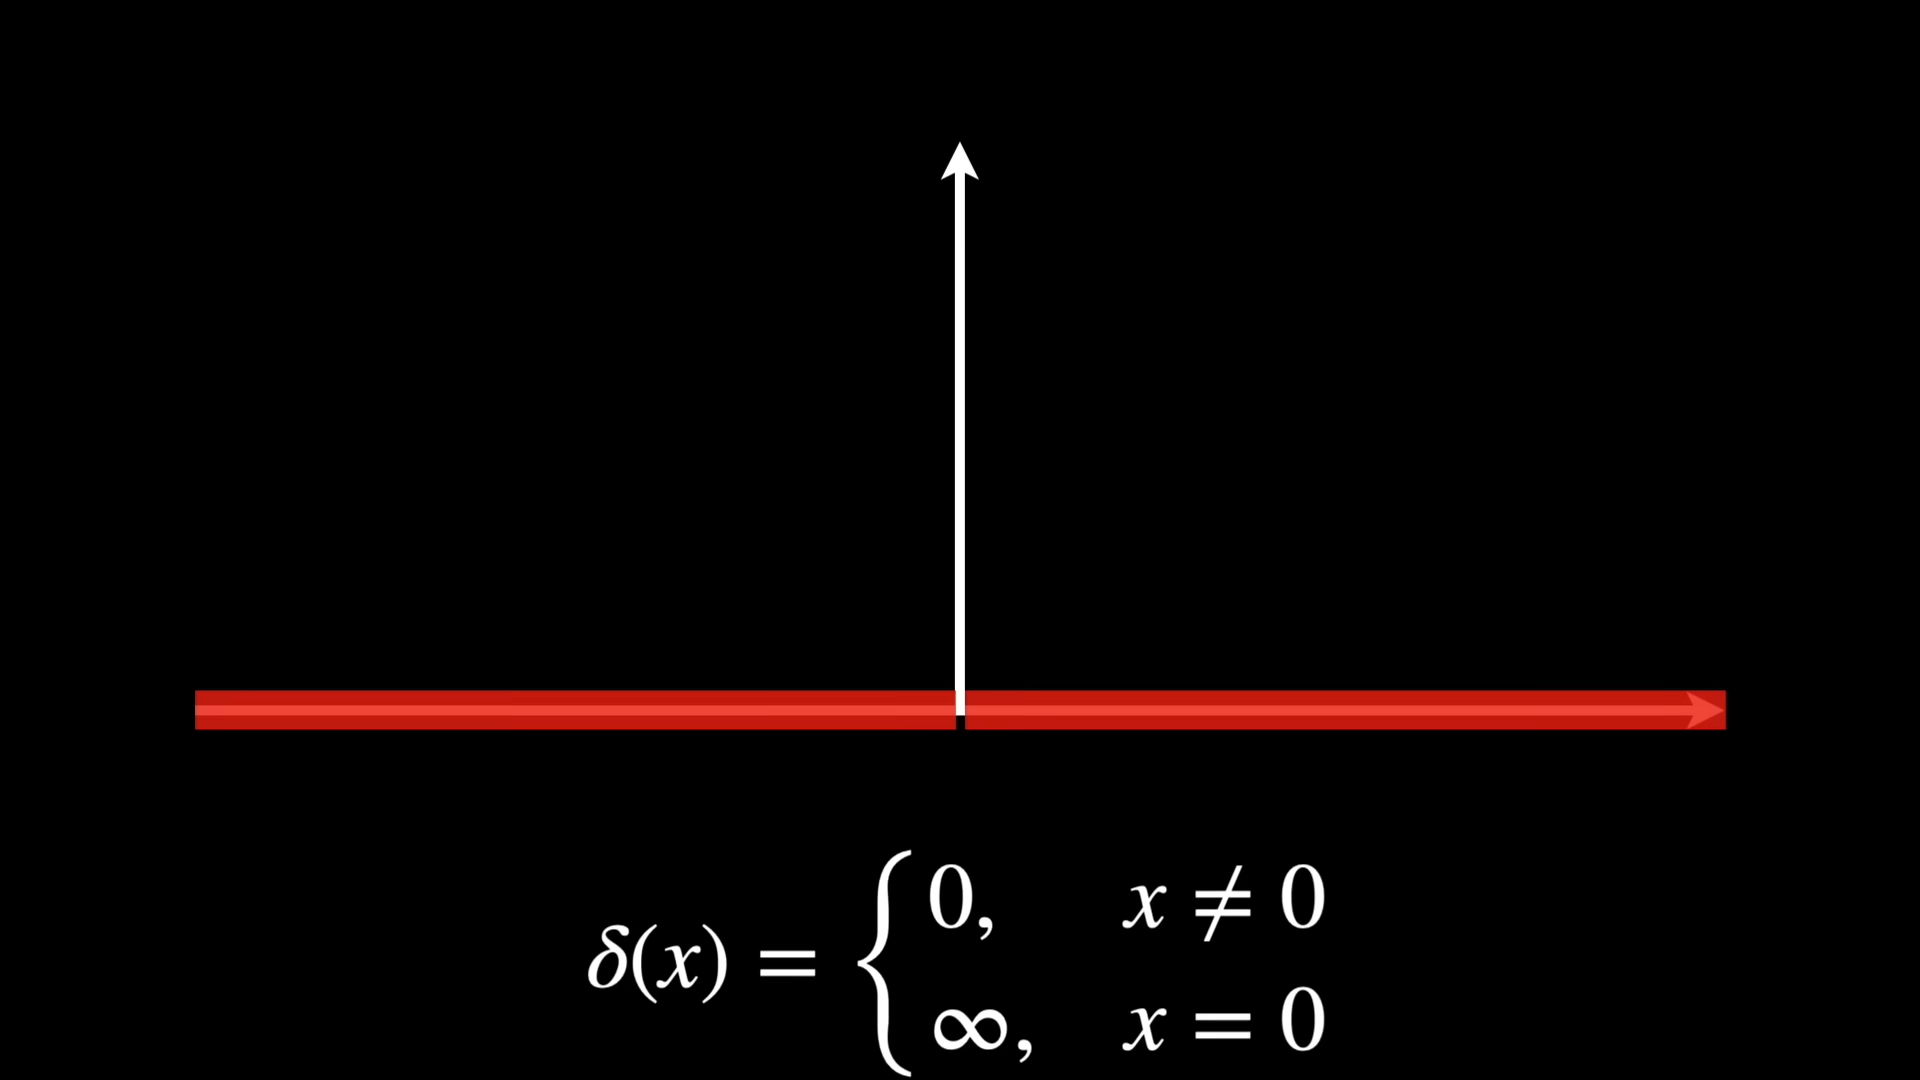 δ(x) = { 0, x ≠ 0
∞, x = 0